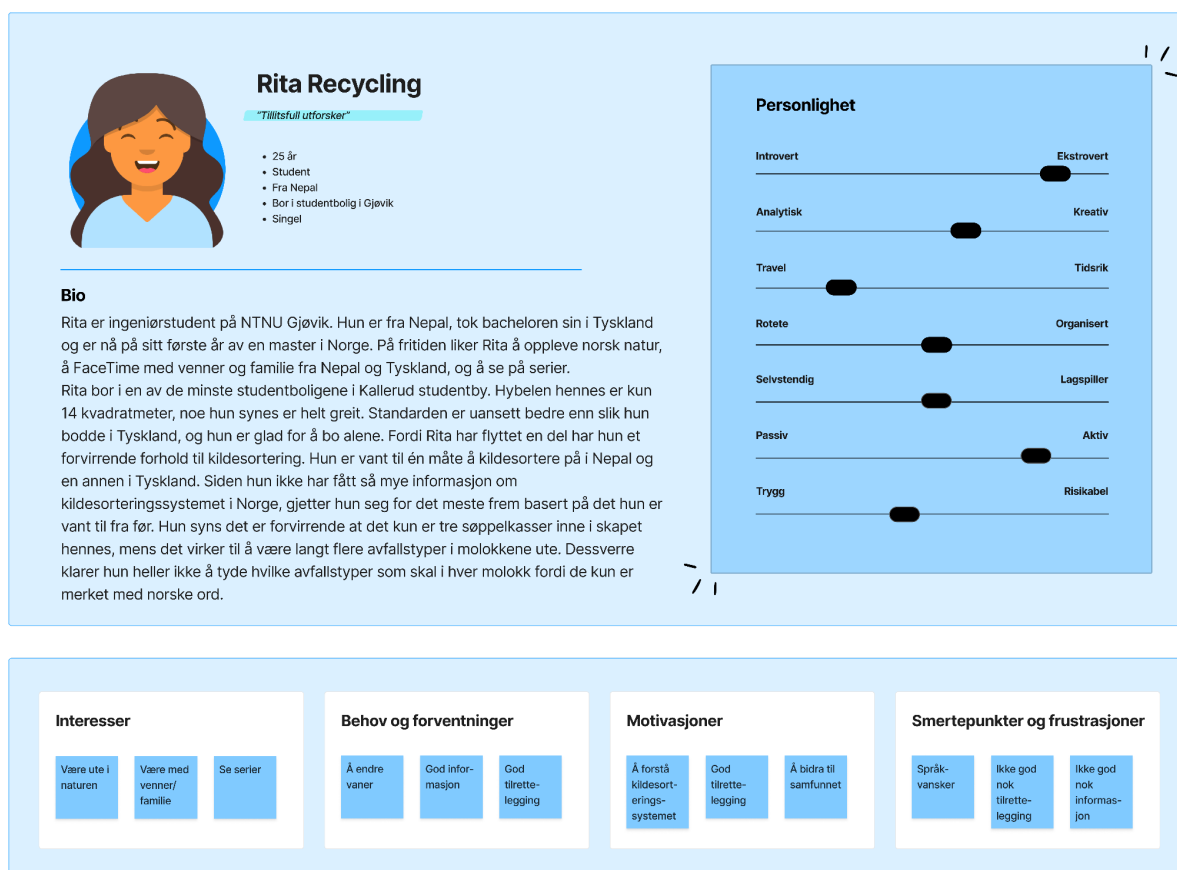 Rita Recycling
“Tillitsfull utforsker”
• 25 år
• Student
• Fra Nepal
• Bor i studentbolig i Gjøvik
• Singel
Bio
Rita er ingeniørstudent på NTNU Gjøvik. Hun er fra Nepal, tok bacheloren sin i Tyskland
og er nå på sitt første år av en master i Norge. På fritiden liker Rita å oppleve norsk natur,
å FaceTime med venner og familie fra Nepal og Tyskland, og å se på serier.
Rita bor i en av de minste studentboligene i Kallerud studentby. Hybelen hennes er kun
14 kvadratmeter, noe hun synes er helt greit. Standarden er uansett bedre enn slik hun
bodde i Tyskland, og hun er glad for å bo alene. Fordi Rita har flyttet en del har hun et
forvirrende forhold til kildesortering. Hun er vant til én måte å kildesortere på i Nepal og
en annen i Tyskland. Siden hun ikke har fått så mye informasjon om
kildesorteringssystemet i Norge, gjetter hun seg for det meste frem basert på det hun er
vant til fra før. Hun syns det er forvirrende at det kun er tre søppelkasser inne i skapet
hennes, mens det virker til å være langt flere avfallstyper i molokkene ute. Dessverre
klarer hun heller ikke å tyde hvilke avfallstyper som skal i hver molokk fordi de kun er
merket med norske ord.
Personlighet
Introvert Ekstrovert
Analytisk Kreativ
Travel Tidsrik
Rotete Organisert
Selvstendig Lagspiller
Passiv Aktiv
Trygg Risikabel
Interesser
Være ute i
naturen
Være med
venner/
familie
Se serier
Behov og forventninger
Å endre
vaner
God infor-
masjon
God
tilrette-
legging
Motivasjoner
Å forstå
kildesort-
erings-
systemet
God
tilrette-
legging
Å bidra til
samfunnet
Smertepunkter og frustrasjoner
Språk-
vansker
Ikke god
nok
tilrette-
legging
Ikke god
nok
informas-
jon